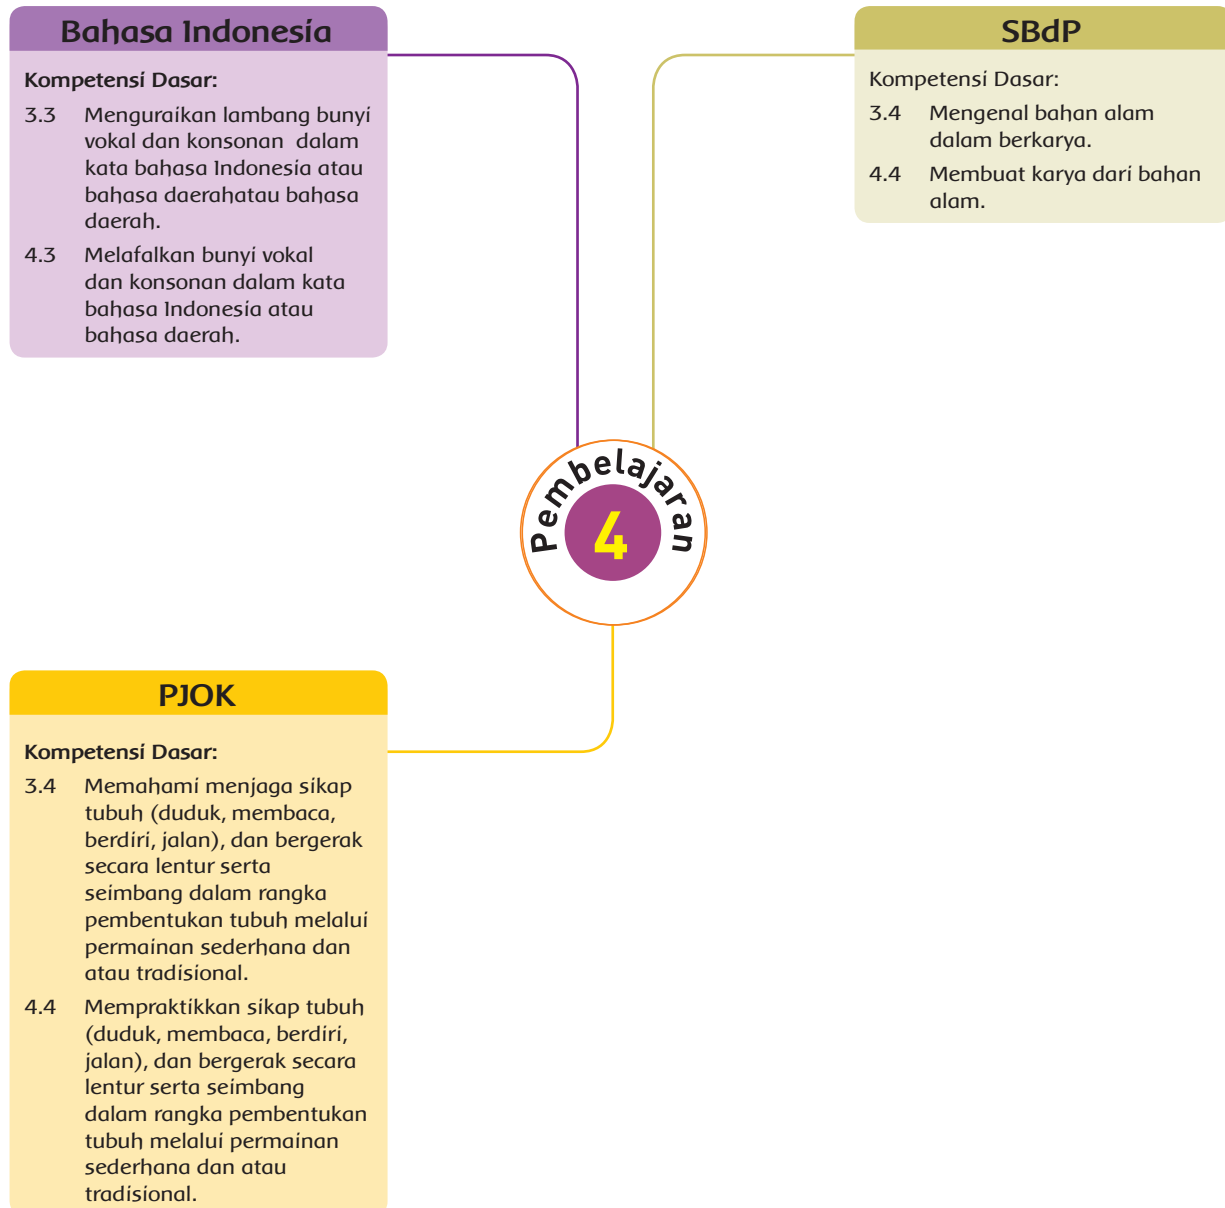 Bahasa Indonesia
Kompetensi Dasar:
3.3 Menguraikan lambang bunyi
vokal dan konsonan dalam
kata bahasa Indonesia atau
bahasa daerahatau bahasa
daerah.
4.3 Melafalkan bunyi vokal
dan konsonan dalam kata
bahasa Indonesia atau
bahasa daerah.
SBdP
Kompetensi Dasar:
3.4 Mengenal bahan alam
dalam berkarya.
4.4 Membuat karya dari bahan
alam.
Pembelajaran
4
PJOK
Kompetensi Dasar:
3.4 Memahami menjaga sikap
tubuh (duduk, membaca,
berdiri, jalan), dan bergerak
secara lentur serta
seimbang dalam rangka
pembentukan tubuh melalui
permainan sederhana dan
atau tradisional.
4.4 Mempraktikkan sikap tubuh
(duduk, membaca, berdiri,
jalan), dan bergerak secara
lentur serta seimbang
dalam rangka pembentukan
tubuh melalui permainan
sederhana dan atau
tradisional.